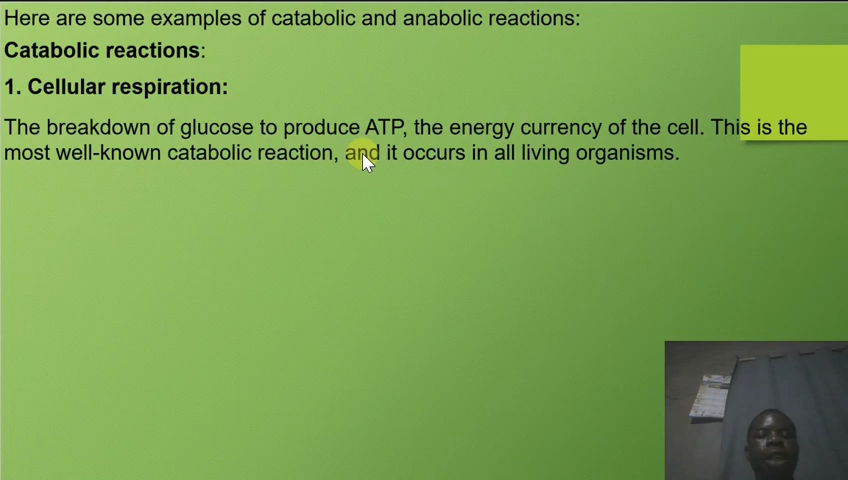 Here are some examples of catabolic and anabolic reactions:
Catabolic reactions:
1. Cellular respiration:
The breakdown of glucose to produce ATP, the energy currency of the cell. This is the
most well-known catabolic reaction, and it occurs in all living organisms.